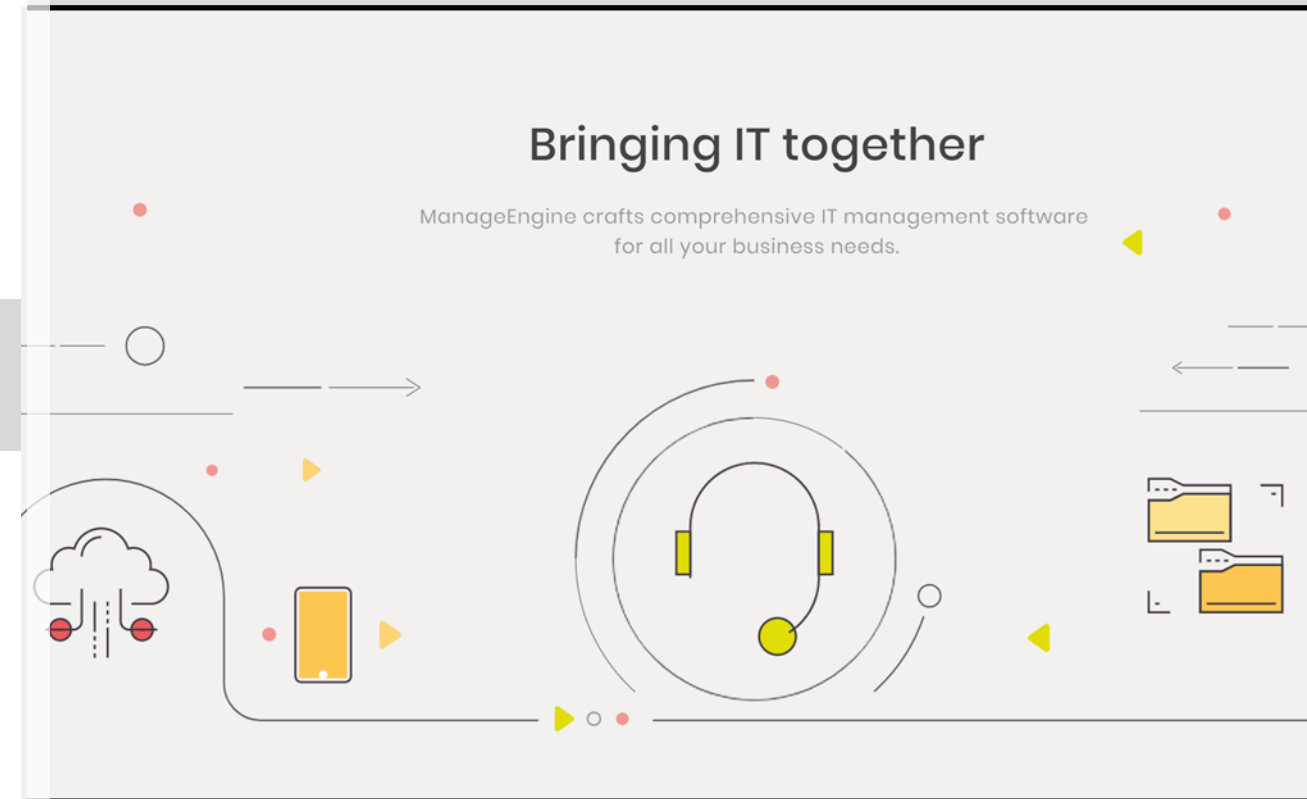 Bringing IT together
ManageEngine crafts comprehensive IT management software
for all your business needs.